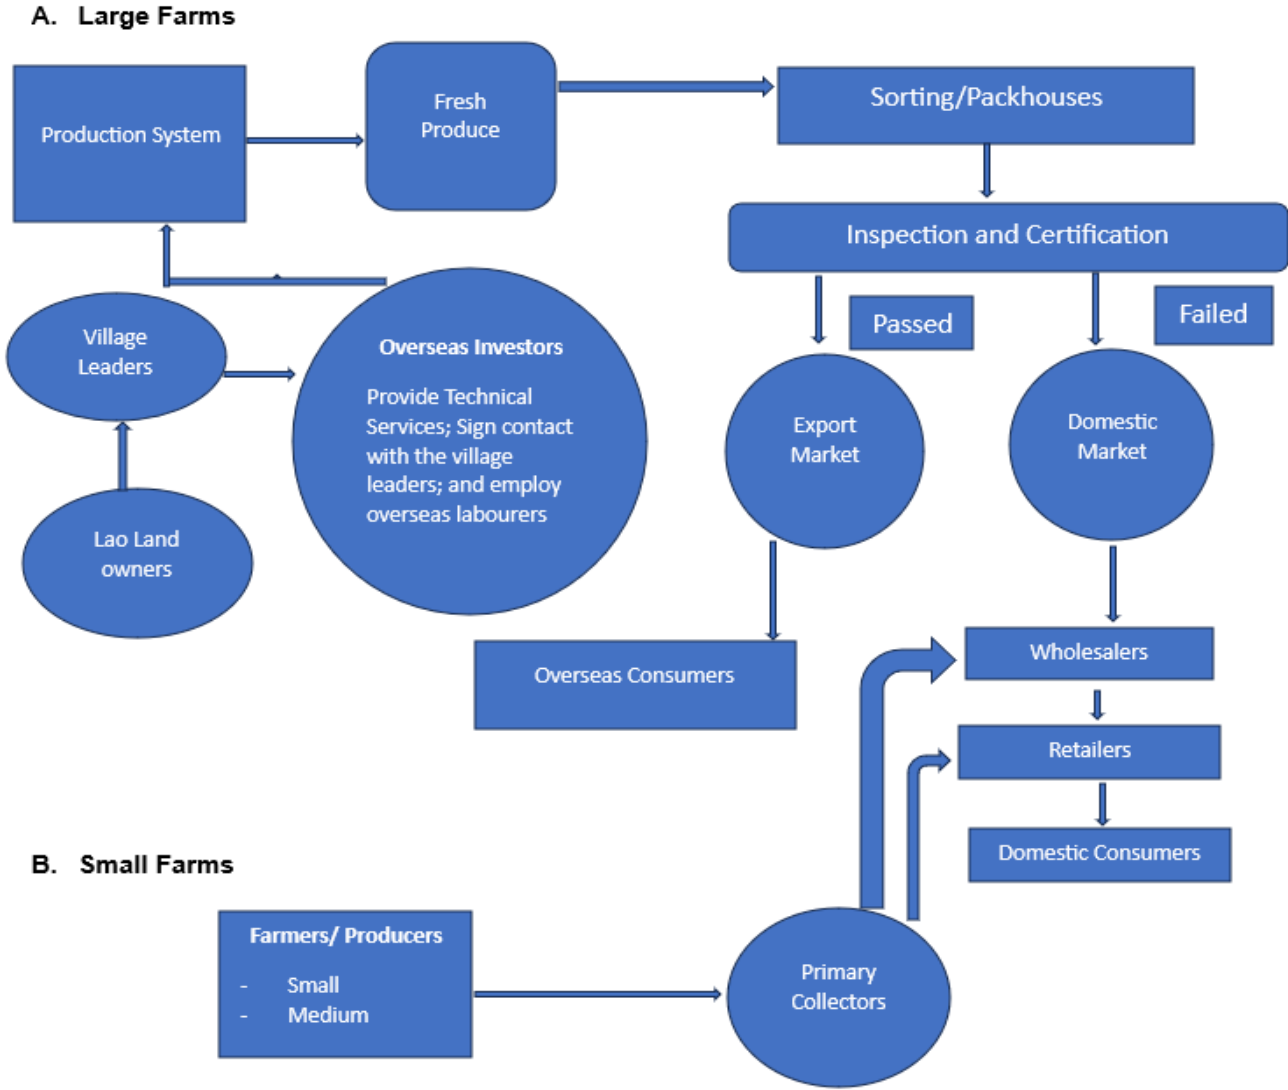 A. Large Farms
Production System
Fresh
Produce
Sorting/Packhouses
Inspection and Certification
Passed
Failed
Village
Leaders
Overseas Investors
Provide Technical
Services; Sign contact
with the village
leaders; and employ
overseas labourers
Export
Market
Domestic
Market
Lao Land
owners
Overseas Consumers
Wholesalers
Retailers
Domestic Consumers
B. Small Farms
Farmers/ Producers
- Small
- Medium
Primary
Collectors